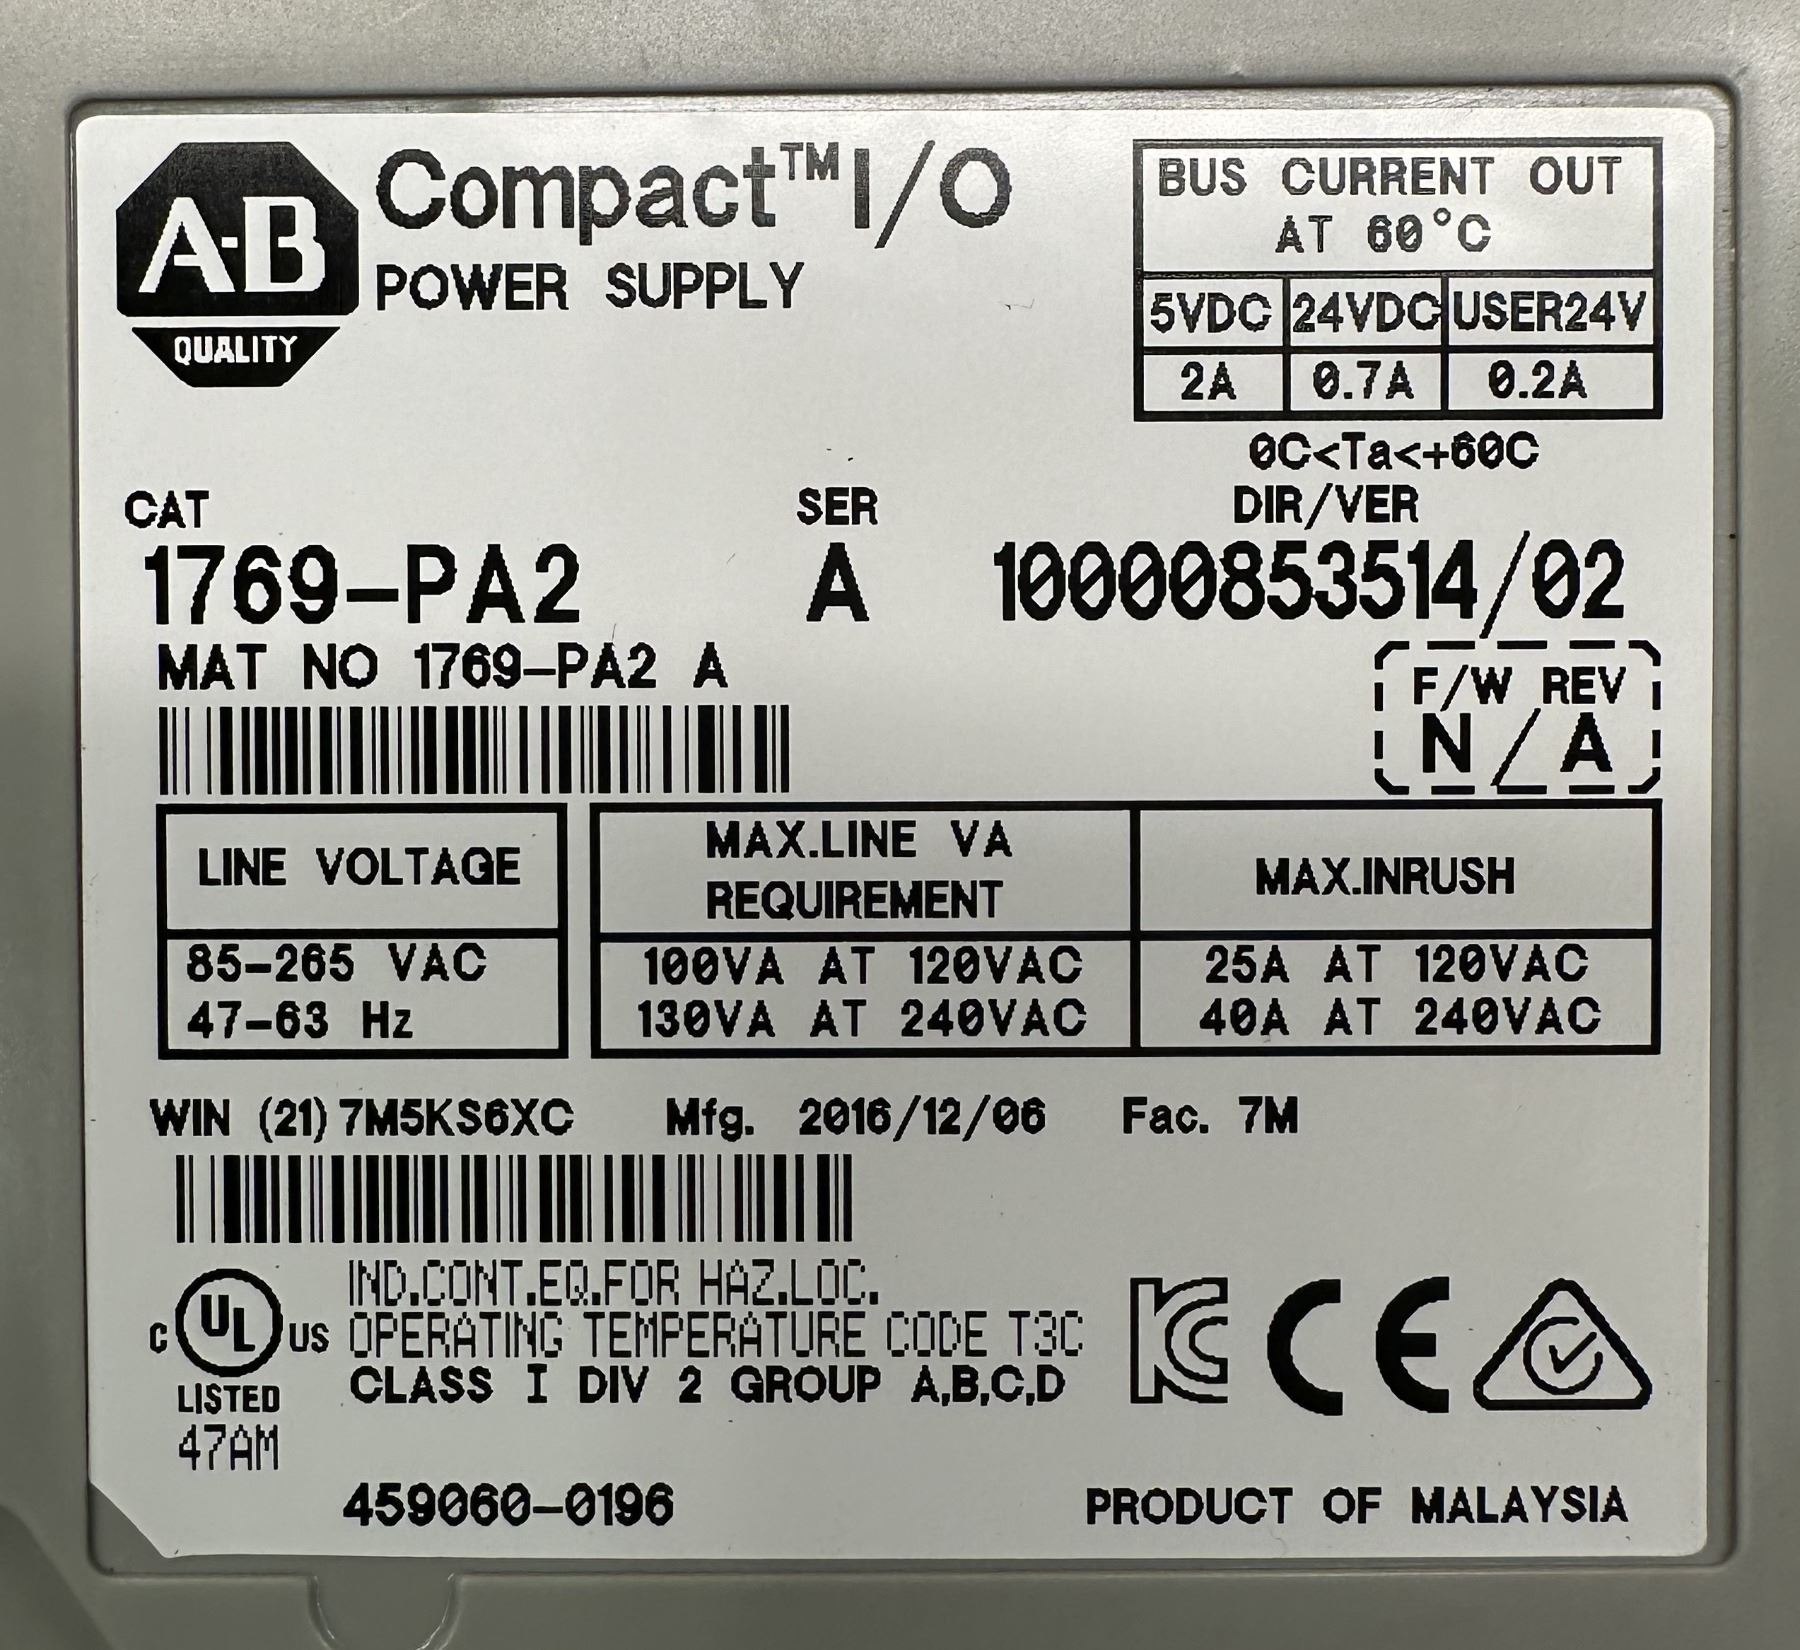 A-B
QUALITY
Compact™ I/O
POWER SUPPLY
BUS CURRENT OUT
AT 60°C
5VDC 24VDC USER24V
2A 0.7A 0.2A
0C<Ta<+60C
CAT SER DIR/VER
1769-PA2 A 10000853514/02
MAT NO 1769-PA2 A
F/W REV
N/A
LINE VOLTAGE
85-265 VAC
47-63 Hz
MAX.LINE VA
REQUIREMENT
100VA AT 120VAC
130VA AT 240VAC
MAX.INRUSH
25A AT 120VAC
40A AT 240VAC
WIN (21) 7M5KS6XC Mfg. 2016/12/06 Fac. 7M
C UL US
LISTED
47AM
IND.CONT.EQ.FOR HAZ.LOC.
OPERATING TEMPERATURE CODE T3C
CLASS I DIV 2 GROUP A,B,C,D
KC CE
459060-0196
PRODUCT OF MALAYSIA